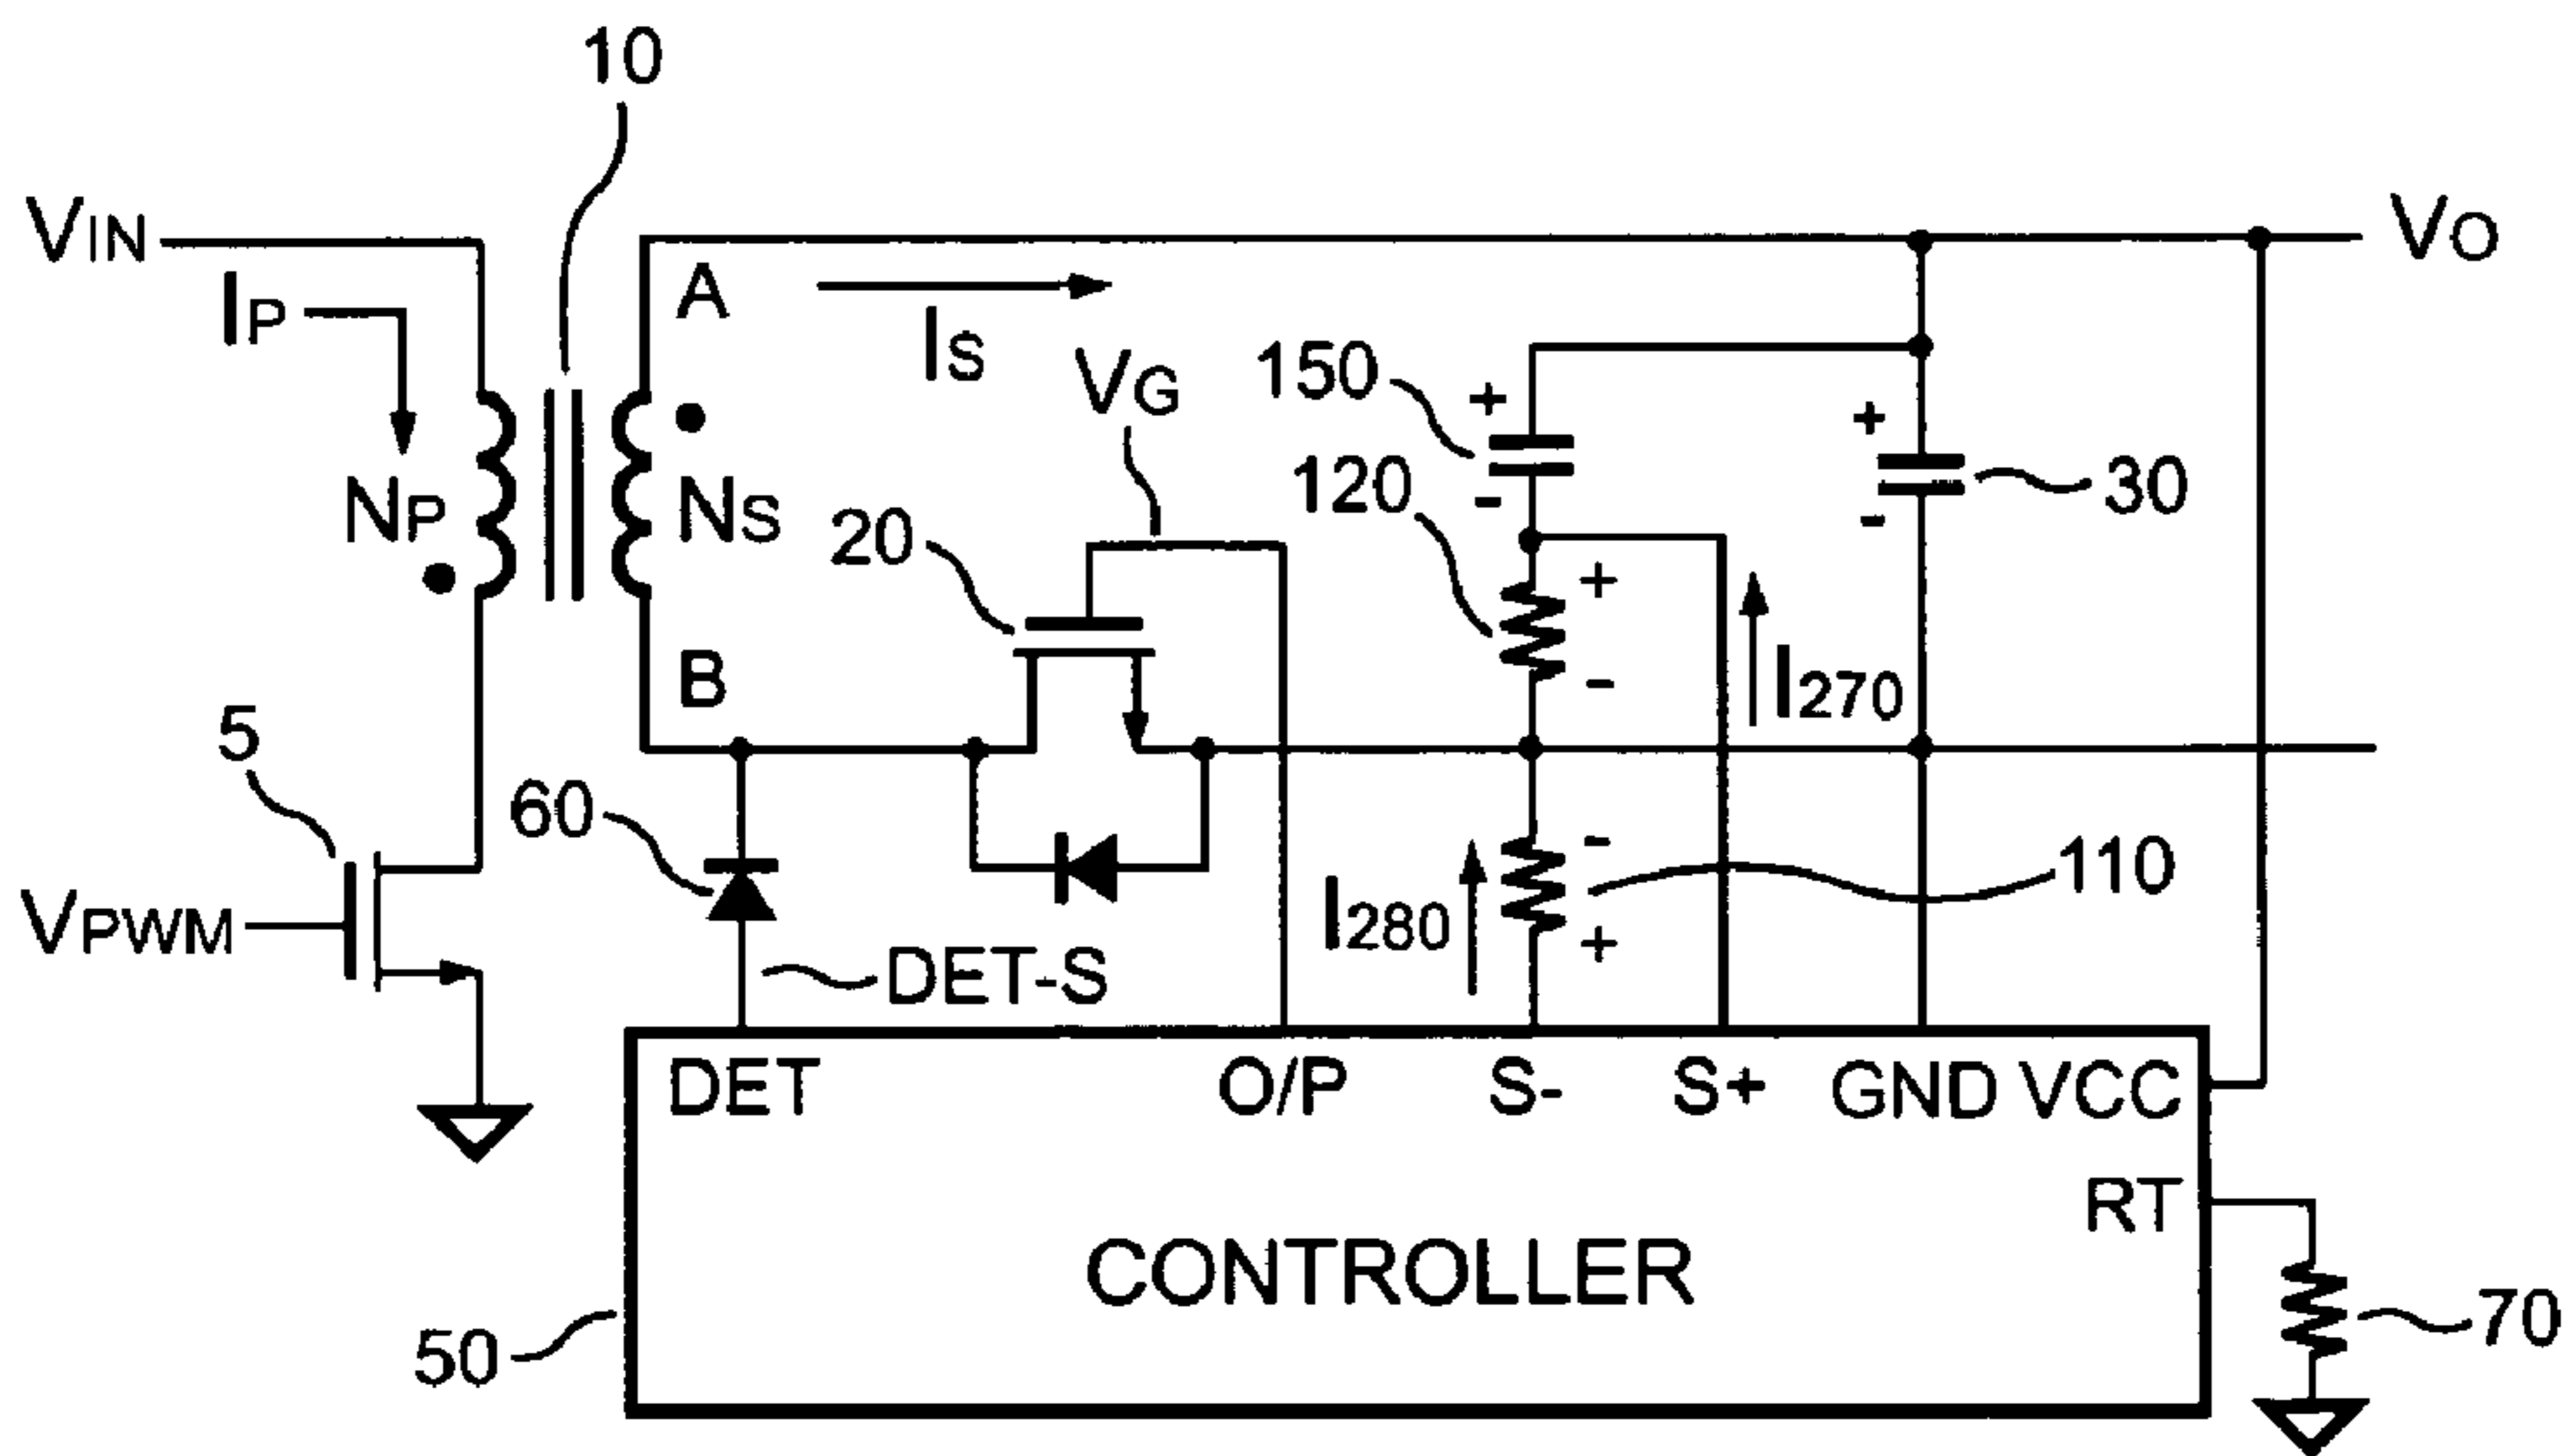 10
VIN
VO
IP
A
IS
VG
150
+
+
120
-
-
30
NP
NS
20
+
-
I270
B
5
60
-
110
+
I280
VPWM
DET-S
DET
O/P
S-
S+
GND
VCC
RT
CONTROLLER
50
70